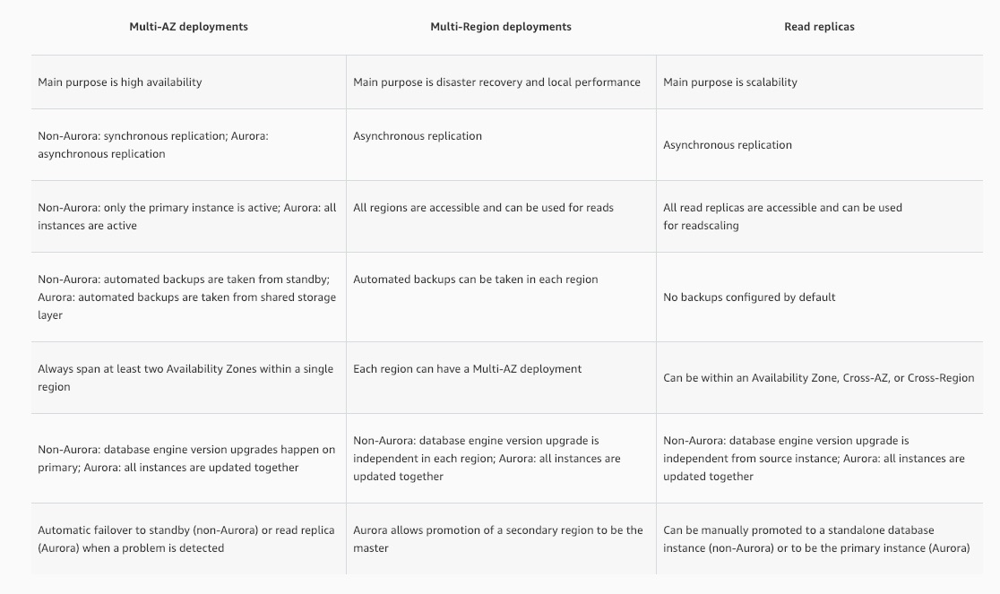 Multi-AZ deployments
Multi-Region deployments
Read replicas
Main purpose is high availability
Main purpose is disaster recovery and local performance
Main purpose is scalability
Non-Aurora: synchronous replication; Aurora:
asynchronous replication
Asynchronous replication
Asynchronous replication
Non-Aurora: only the primary instance is active; Aurora: all
instances are active
All regions are accessible and can be used for reads
All read replicas are accessible and can be used
for readscaling
Non-Aurora: automated backups are taken from standby;
Aurora: automated backups are taken from shared storage
layer
Automated backups can be taken in each region
No backups configured by default
Always span at least two Availability Zones within a single
region
Each region can have a Multi-AZ deployment
Can be within an Availability Zone, Cross-AZ, or Cross-Region
Non-Aurora: database engine version upgrades happen on
primary; Aurora: all instances are updated together
Non-Aurora: database engine version upgrade is
independent in each region; Aurora: all instances are
updated together
Non-Aurora: database engine version upgrade is
independent from source instance; Aurora: all instances are
updated together
Automatic failover to standby (non-Aurora) or read replica
(Aurora) when a problem is detected
Aurora allows promotion of a secondary region to be the
master
Can be manually promoted to a standalone database
instance (non-Aurora) or to be the primary instance (Aurora)